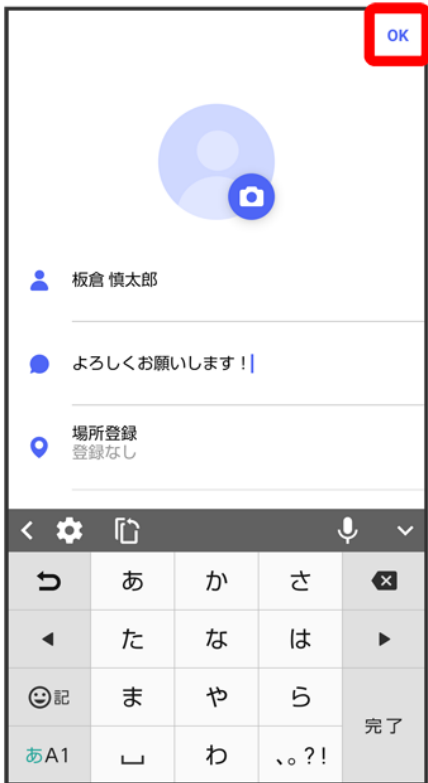 OK
板倉 慎太郎
よろしくお願いします！
場所登録
登録なし
あ か さ
た な は
記 ま や ら
完了
あA1 わ 、。?!